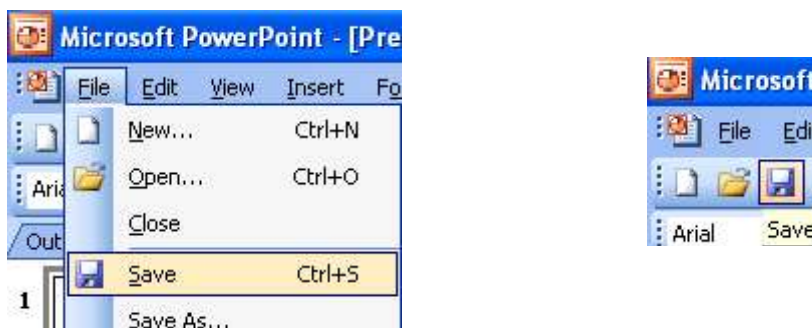 Microsoft PowerPoint - [Pre
File Edit View Insert Fo
New... Ctrl+N
Open... Ctrl+O
Aria
Close
Out
Save Ctrl+S
1
Save As...
Microsoft
File Edi
Arial Save